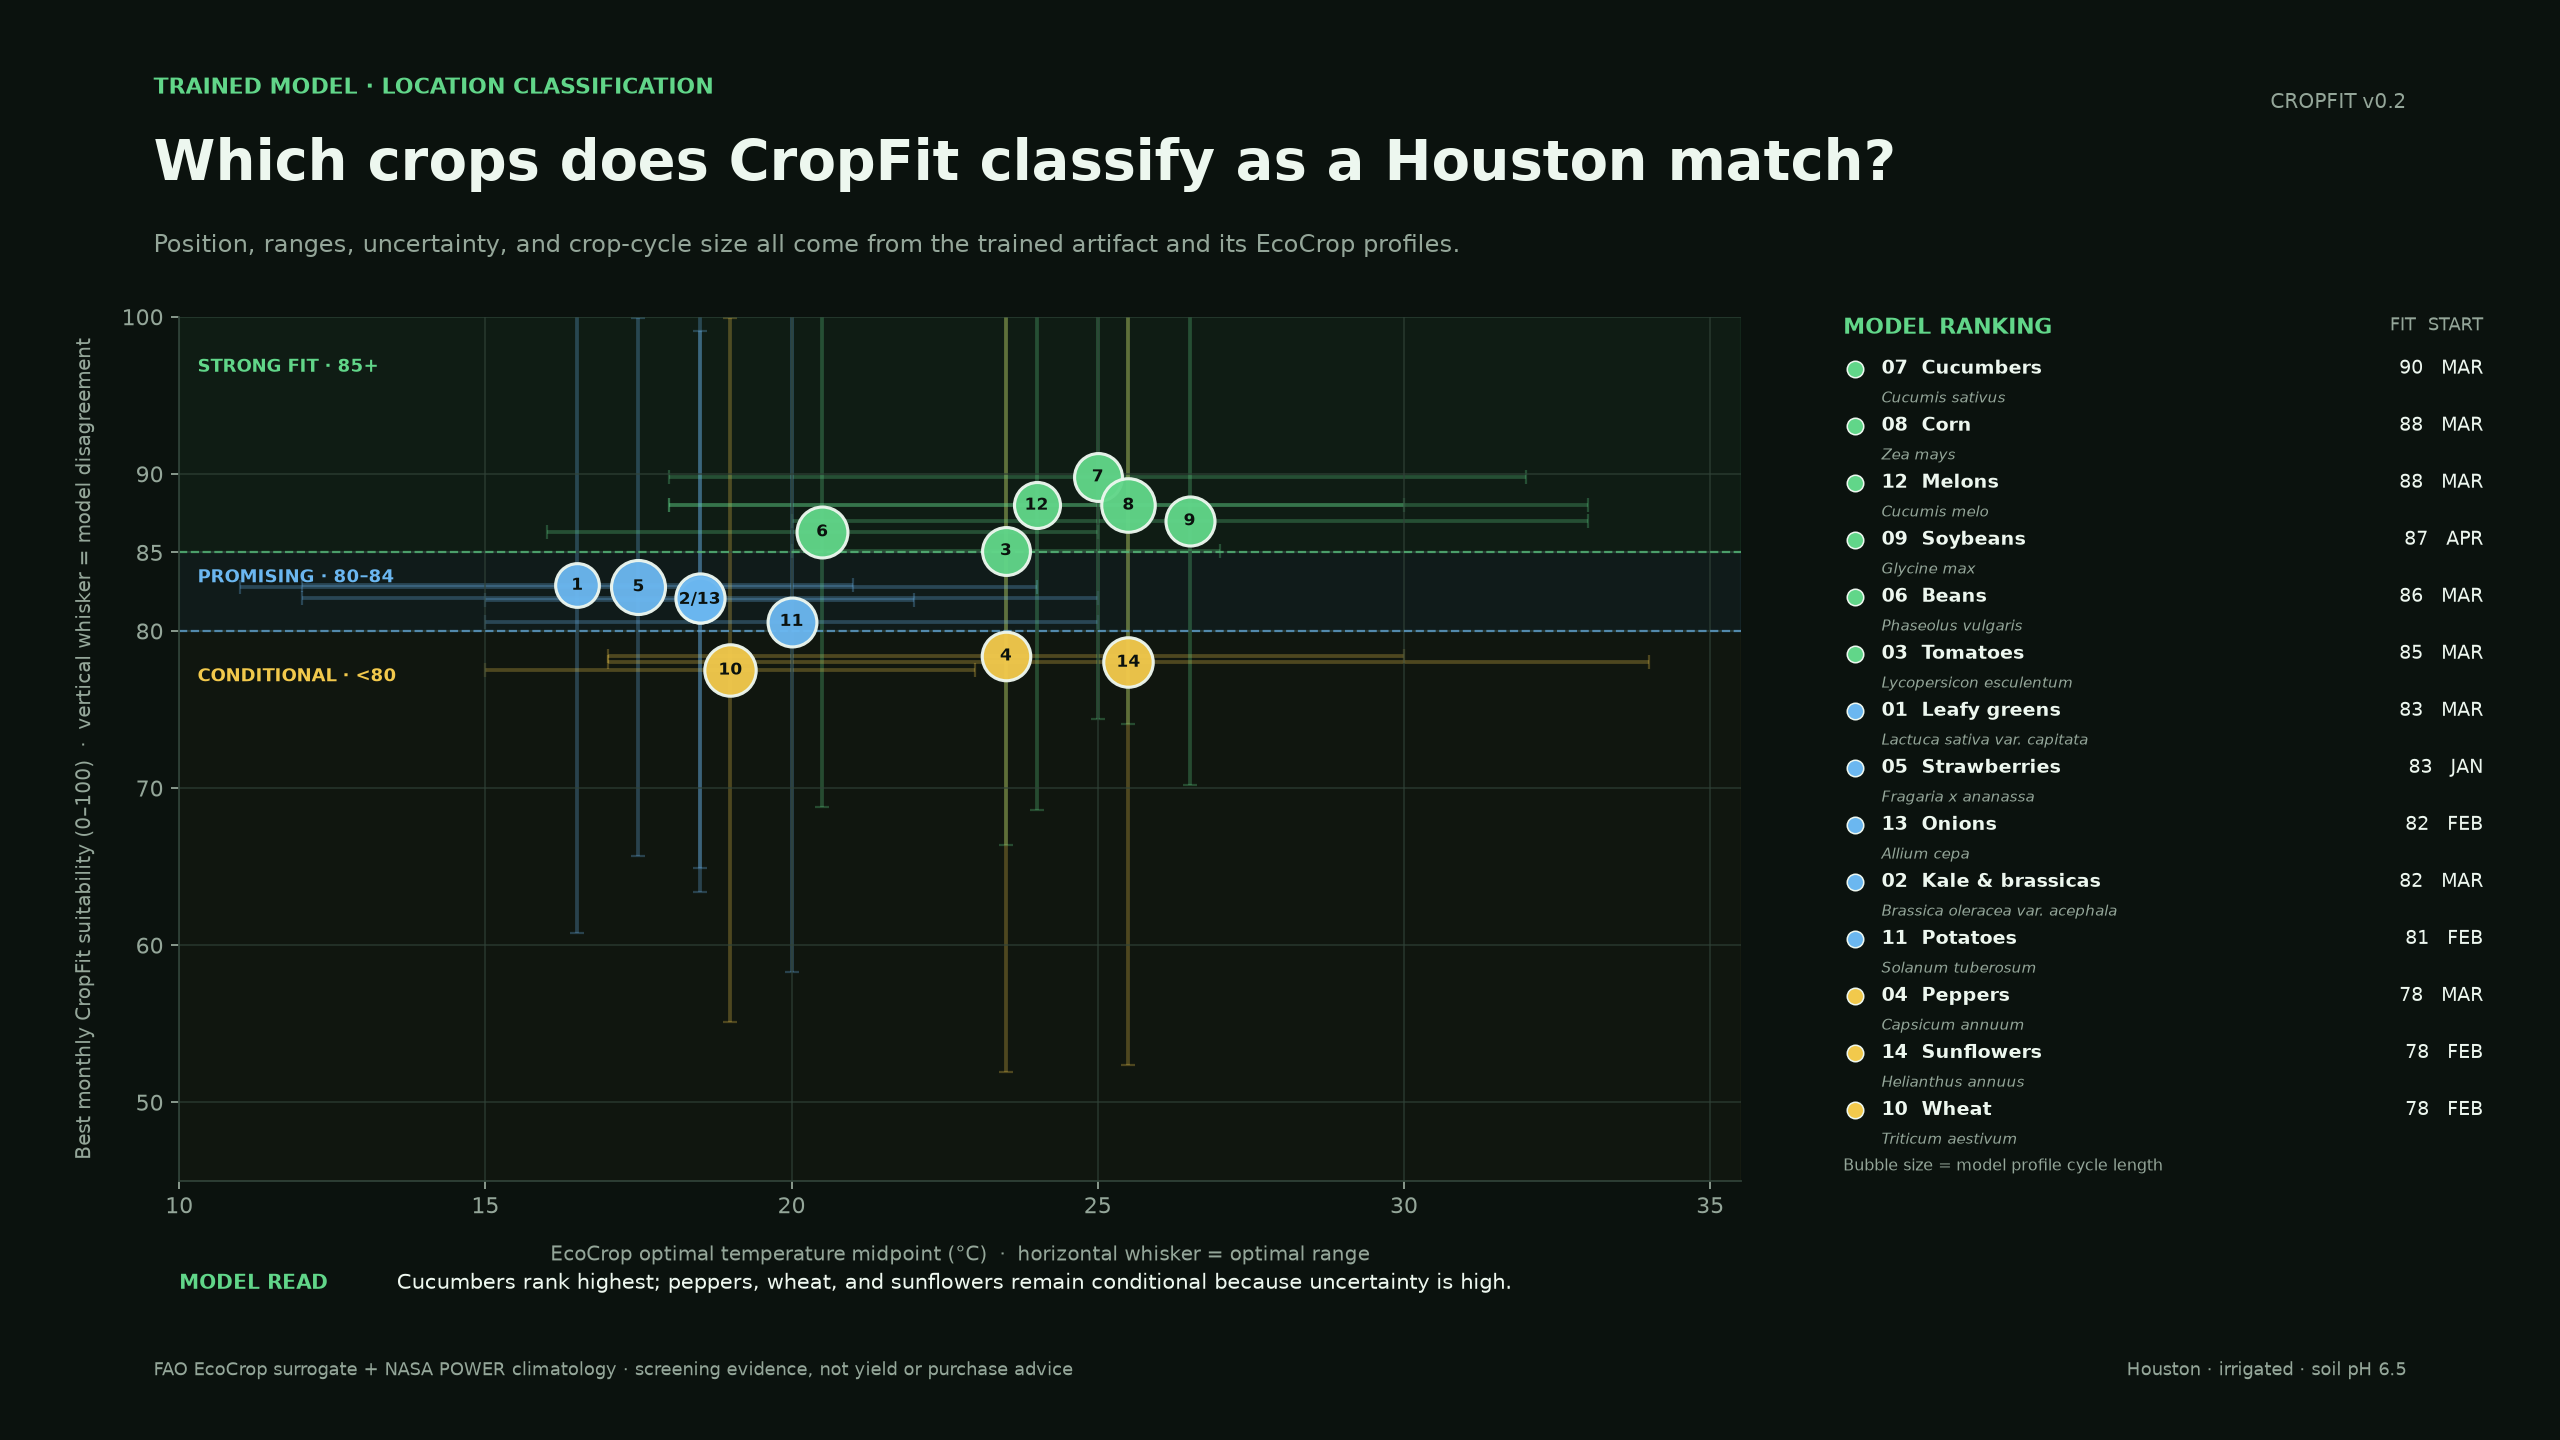 TRAINED MODEL · LOCATION CLASSIFICATION
CROPFIT v0.2
Which crops does CropFit classify as a Houston match?
Position, ranges, uncertainty, and crop-cycle size all come from the trained artifact and its EcoCrop profiles.
Best monthly CropFit suitability (0–100) · vertical whisker = model disagreement
100
90
85
80
70
60
50
STRONG FIT · 85+
PROMISING · 80–84
CONDITIONAL · <80
7
12
8
9
6
3
1
5
2/13
11
10
4
14
10
15
20
25
30
35
EcoCrop optimal temperature midpoint (°C) · horizontal whisker = optimal range
MODEL RANKING FIT START
07 Cucumbers 90 MAR
Cucumis sativus
08 Corn 88 MAR
Zea mays
12 Melons 88 MAR
Cucumis melo
09 Soybeans 87 APR
Glycine max
06 Beans 86 MAR
Phaseolus vulgaris
03 Tomatoes 85 MAR
Lycopersicon esculentum
01 Leafy greens 83 MAR
Lactuca sativa var. capitata
05 Strawberries 83 JAN
Fragaria x ananassa
13 Onions 82 FEB
Allium cepa
02 Kale & brassicas 82 MAR
Brassica oleracea var. acephala
11 Potatoes 81 FEB
Solanum tuberosum
04 Peppers 78 MAR
Capsicum annuum
14 Sunflowers 78 FEB
Helianthus annuus
10 Wheat 78 FEB
Triticum aestivum
Bubble size = model profile cycle length
MODEL READ Cucumbers rank highest; peppers, wheat, and sunflowers remain conditional because uncertainty is high.
FAO EcoCrop surrogate + NASA POWER climatology · screening evidence, not yield or purchase advice
Houston · irrigated · soil pH 6.5